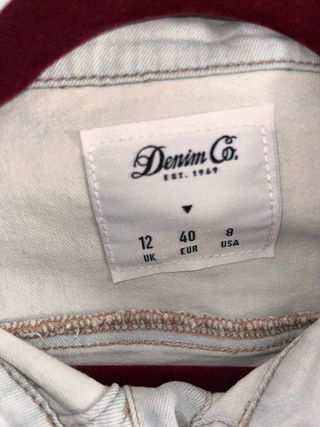 Denim Co.
EST. 1969
12 40 8
UK EUR USA